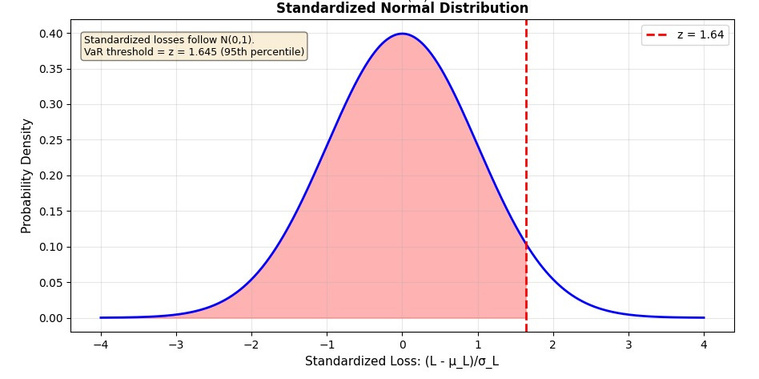 Standardized Normal Distribution
Standardized losses follow N(0,1).
VaR threshold = z = 1.645 (95th percentile)
z = 1.64
0.40
0.35
0.30
0.25
0.20
0.15
0.10
0.05
0.00
Probability Density
−4 −3 −2 −1 0 1 2 3 4
Standardized Loss: (L - μ_L)/σ_L